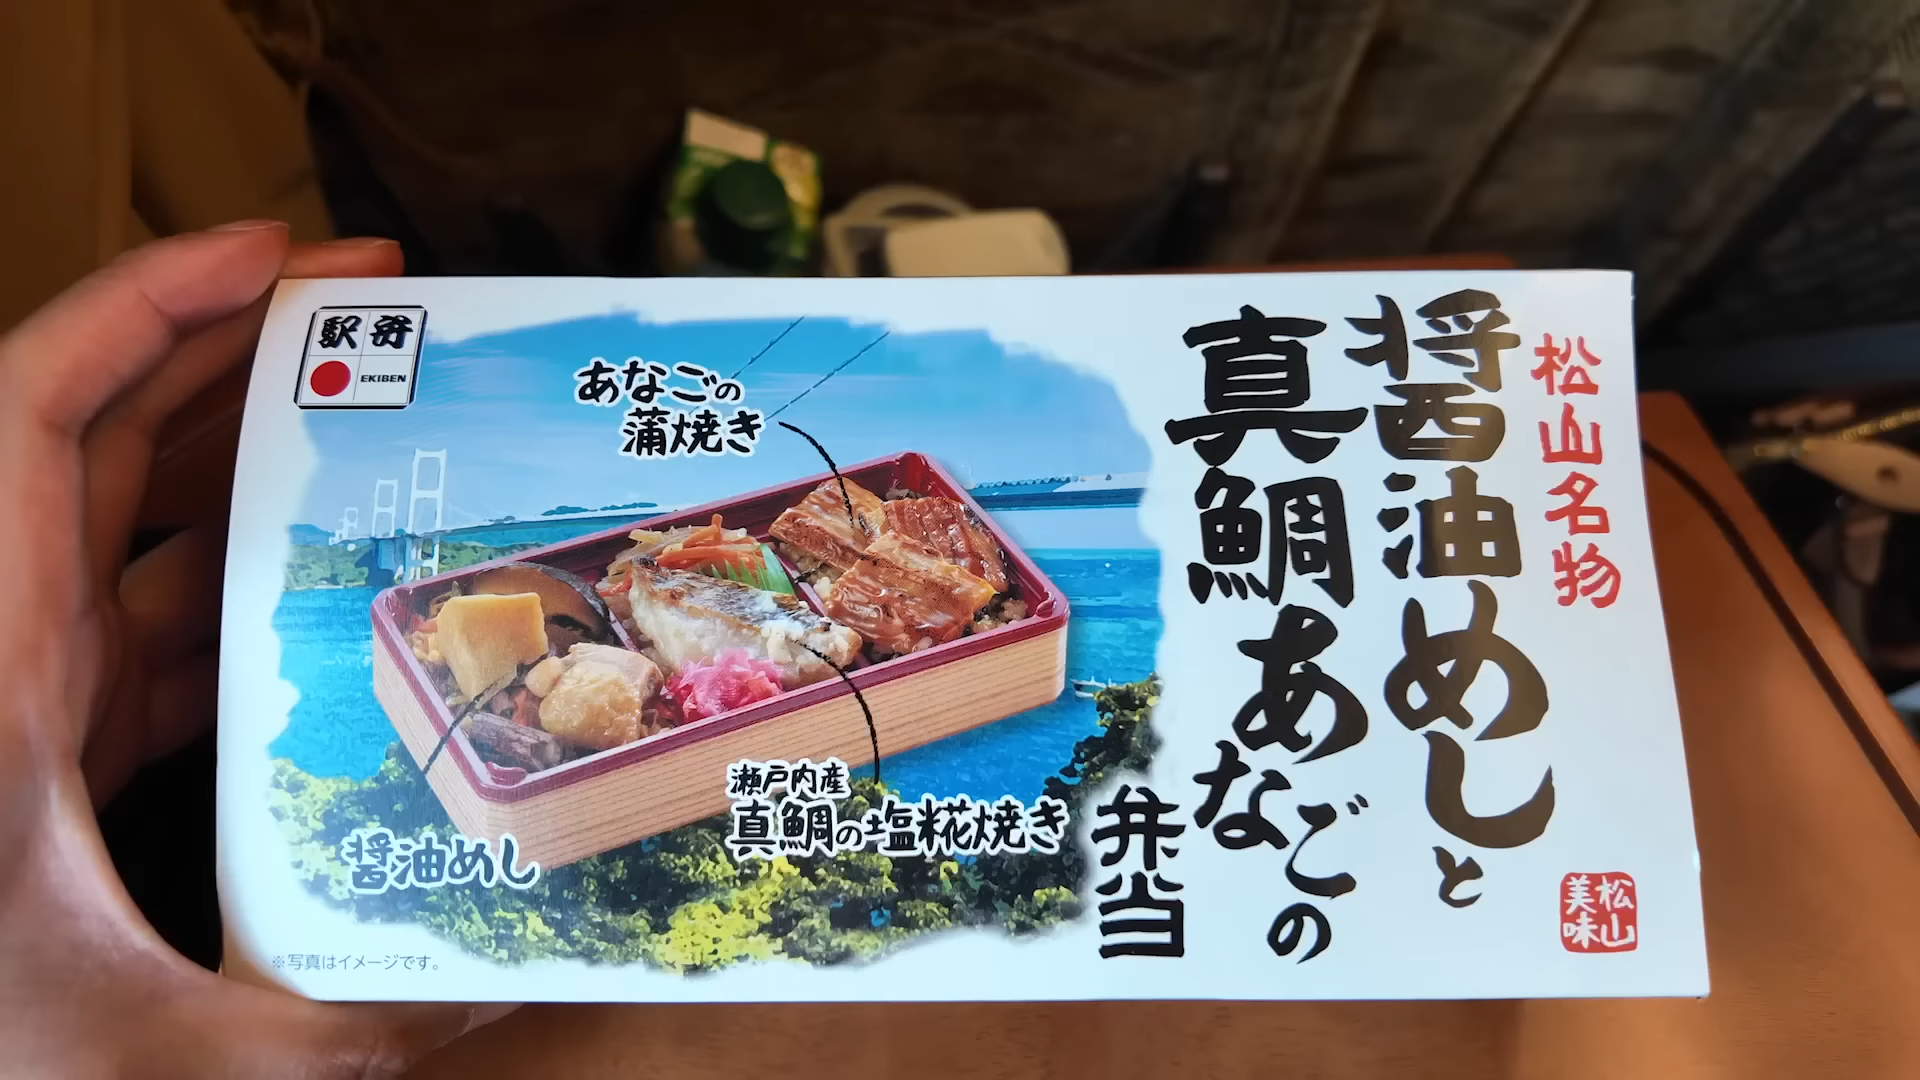 松山名物
醤油めしと
真鯛あなごの
弁当
松山
美味
駅弁
EKIBEN
あなごの
蒲焼き
瀬戸内産
真鯛の塩糀焼き
醤油めし
※写真はイメージです。